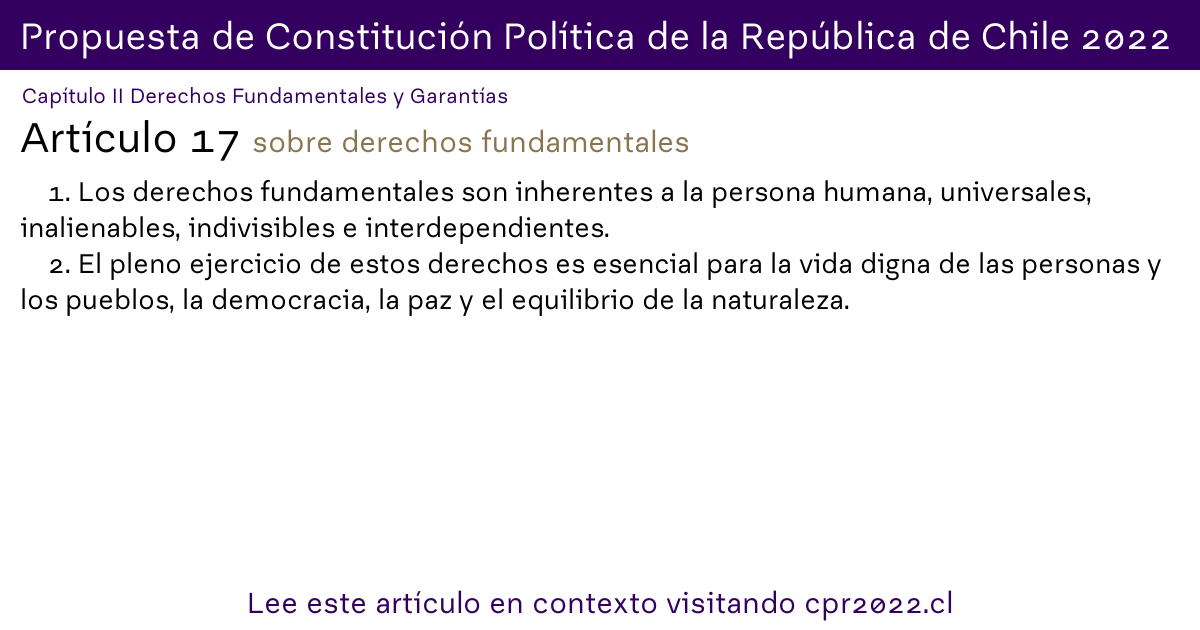 Propuesta de Constitución Política de la República de Chile 2022
Capítulo II Derechos Fundamentales y Garantías
Artículo 17 sobre derechos fundamentales
1. Los derechos fundamentales son inherentes a la persona humana, universales,
inalienables, indivisibles e interdependientes.
2. El pleno ejercicio de estos derechos es esencial para la vida digna de las personas y
los pueblos, la democracia, la paz y el equilibrio de la naturaleza.
Lee este artículo en contexto visitando cpr2022.cl